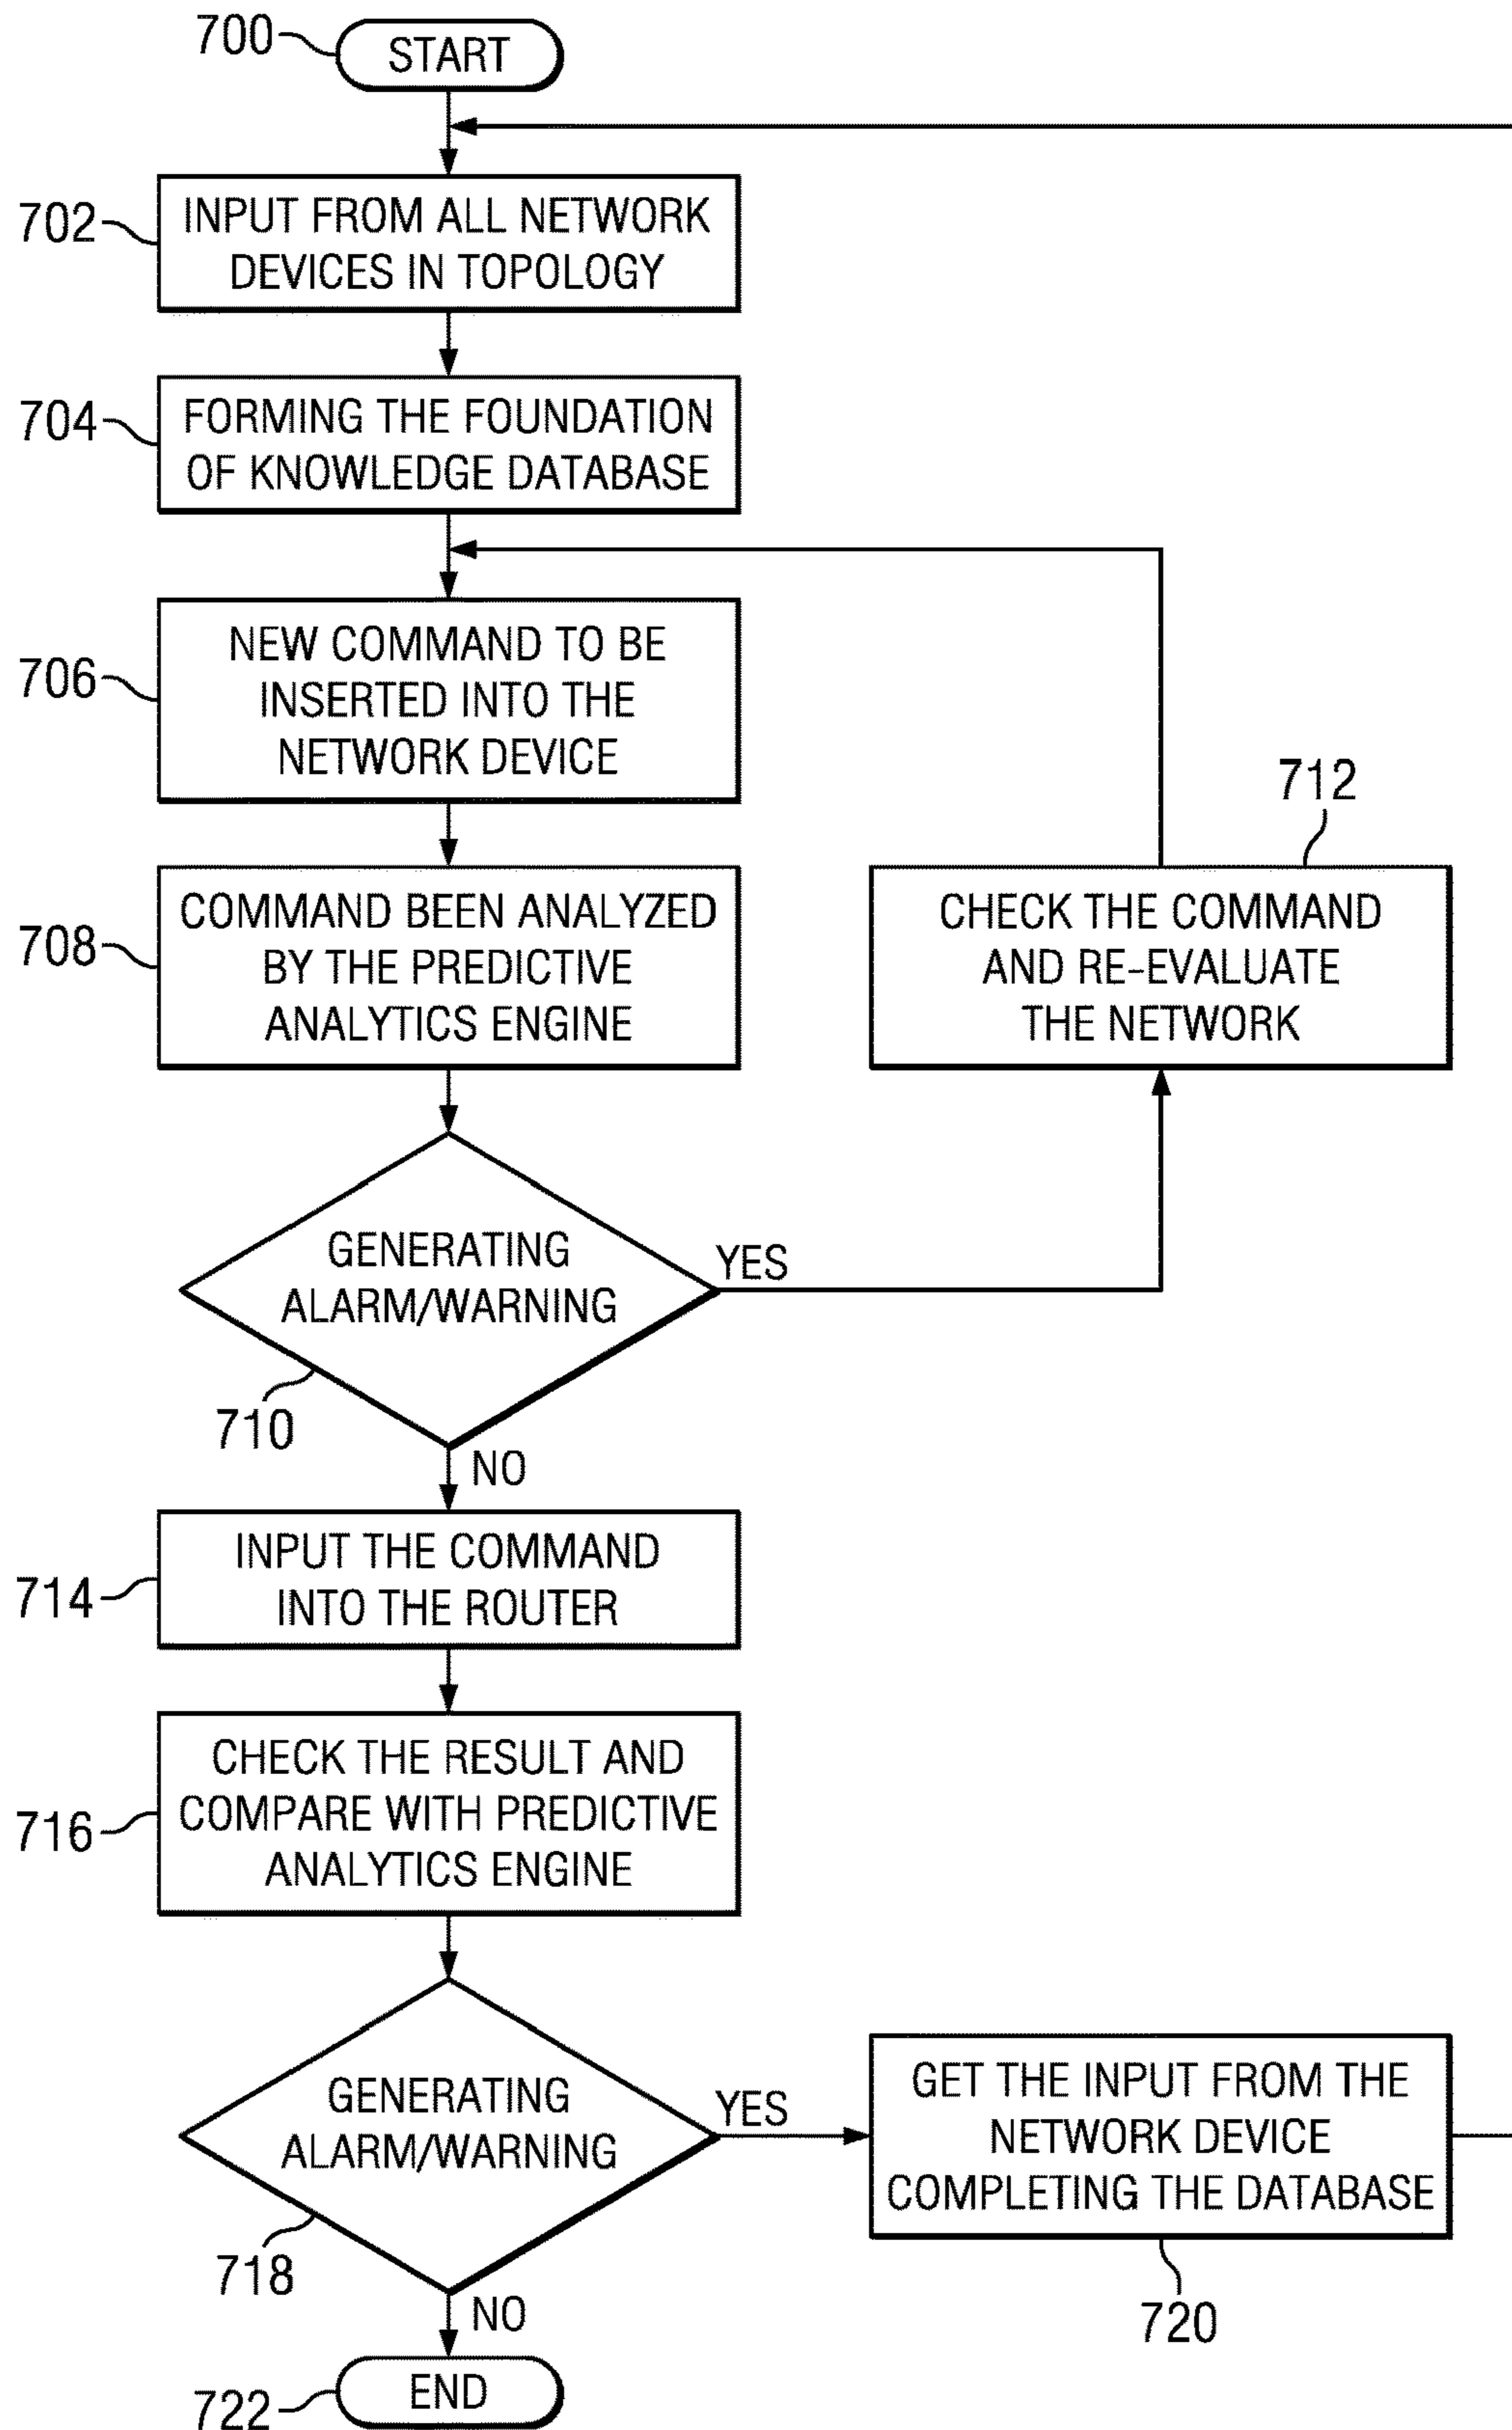 700
START
702
INPUT FROM ALL NETWORK
DEVICES IN TOPOLOGY
704
FORMING THE FOUNDATION
OF KNOWLEDGE DATABASE
706
NEW COMMAND TO BE
INSERTED INTO THE
NETWORK DEVICE
708
COMMAND BEEN ANALYZED
BY THE PREDICTIVE
ANALYTICS ENGINE
712
CHECK THE COMMAND
AND RE-EVALUATE
THE NETWORK
GENERATING
ALARM/WARNING
YES
710
NO
714
INPUT THE COMMAND
INTO THE ROUTER
716
CHECK THE RESULT AND
COMPARE WITH PREDICTIVE
ANALYTICS ENGINE
GENERATING
ALARM/WARNING
YES
718
GET THE INPUT FROM THE
NETWORK DEVICE
COMPLETING THE DATABASE
720
NO
722
END